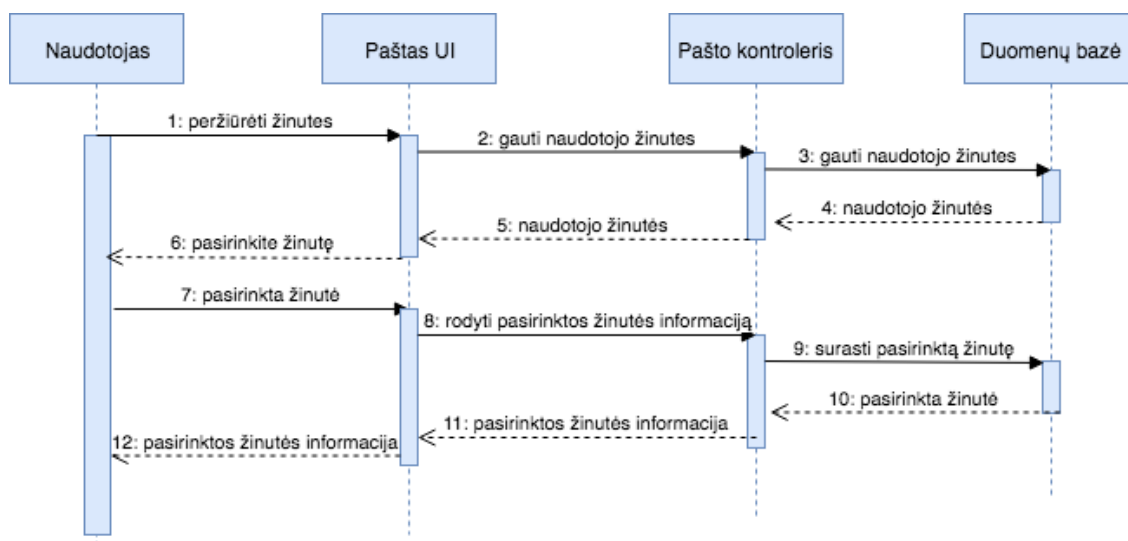 Naudotojas
Paštas UI
Pašto kontroleris
Duomenų bazė
1: peržiūrėti žinutes
2: gauti naudotojo žinutes
3: gauti naudotojo žinutes
4: naudotojo žinutės
5: naudotojo žinutės
6: pasirinkite žinutę
7: pasirinkta žinutė
8: rodyti pasirinktos žinutės informaciją
9: surasti pasirinktą žinutę
10: pasirinkta žinutė
11: pasirinktos žinutės informacija
12: pasirinktos žinutės informacija